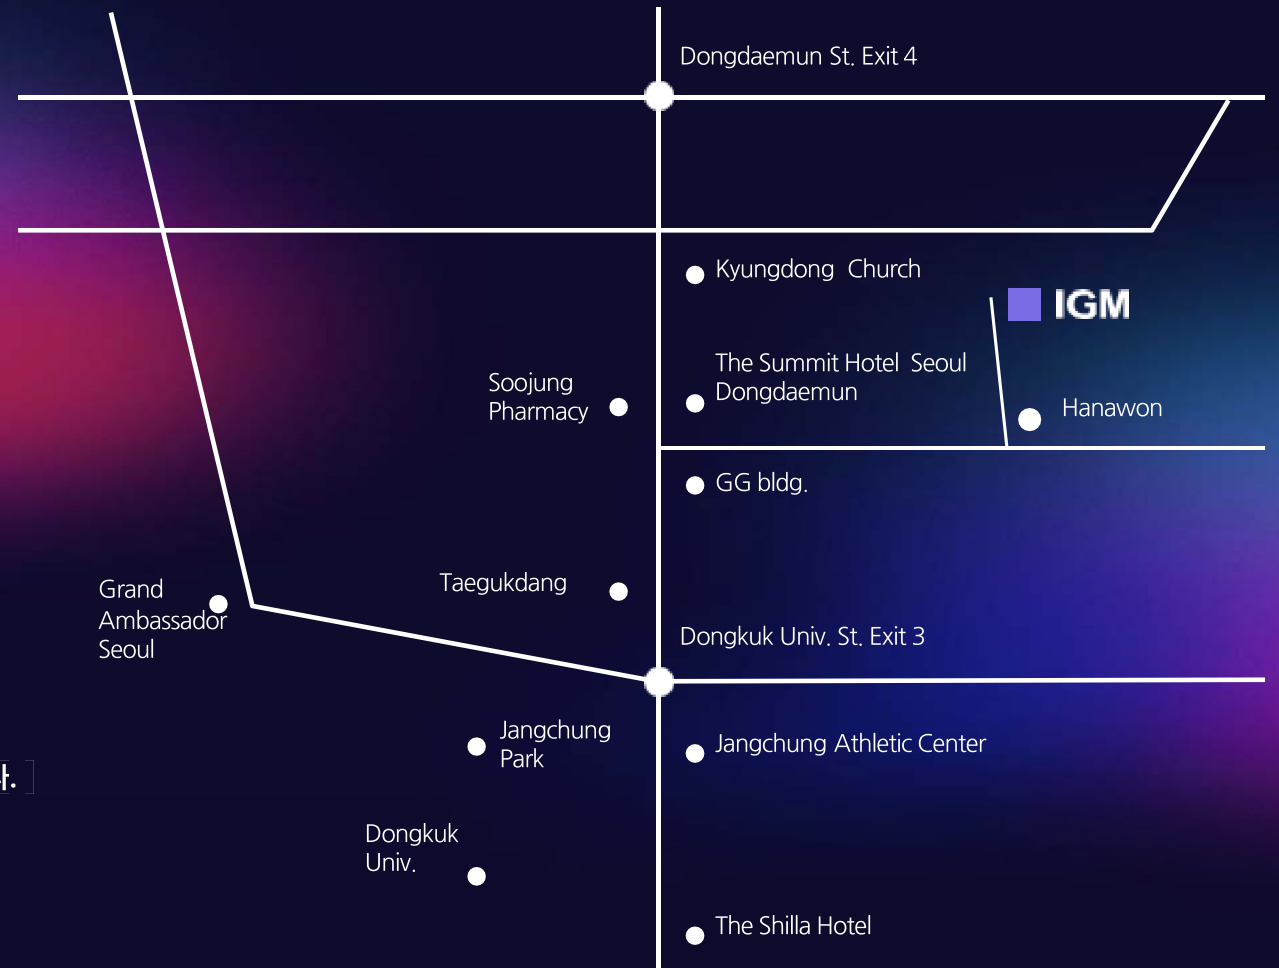 Dongdaemun St. Exit 4
Kyungdong Church
IGM
The Summit Hotel Seoul
Dongdaemun
Soojung
Pharmacy
Hanawon
GG bldg.
Grand
Ambassador
Seoul
Taegukdang
Dongkuk Univ. St. Exit 3
Jangchung
Park
Jangchung Athletic Center
Dongkuk
Univ.
The Shilla Hotel